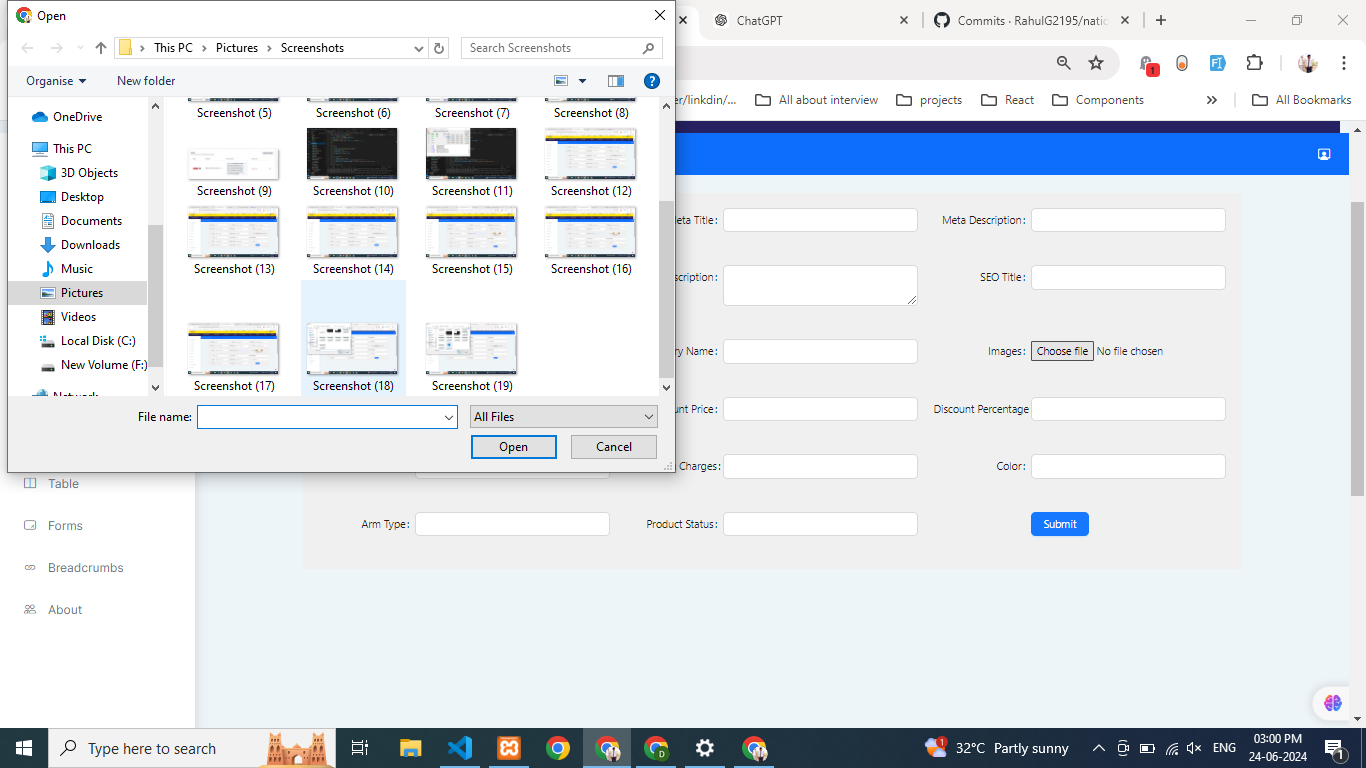 Open
ChatGPT
Commits · RahulG2195/natio
This PC
Pictures
Screenshots
Search Screenshots
1
Organise
New folder
er/linkdin/...
All about interview
projects
React
Components
All Bookmarks
OneDrive
This PC
3D Objects
Desktop
Documents
Downloads
Music
Pictures
Videos
Local Disk (C:)
New Volume (F:)
Network
Screenshot (5)
Screenshot (6)
Screenshot (7)
Screenshot (8)
Screenshot (9)
Screenshot (10)
Screenshot (11)
Screenshot (12)
Screenshot (13)
Screenshot (14)
Screenshot (15)
Screenshot (16)
Screenshot (17)
Screenshot (18)
Screenshot (19)
File name:
All Files
Open
Cancel
Meta Title:
Meta Description:
scription:
SEO Title:
ry Name:
Images:
Choose file
No file chosen
unt Price:
Discount Percentage
Charges:
Color:
Arm Type:
Product Status:
Submit
Table
Forms
Breadcrumbs
About
Type here to search
32°C Partly sunny
ENG
03:00 PM
24-06-2024
1